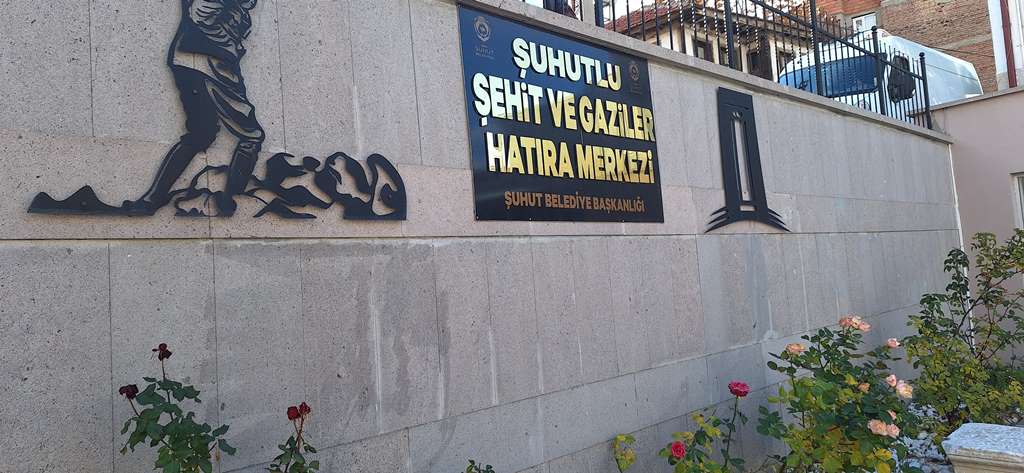 ŞUHUTLU
ŞEHİT VE GAZİLER
HATIRA MERKEZİ
ŞUHUT BELEDİYE BAŞKANLIĞI